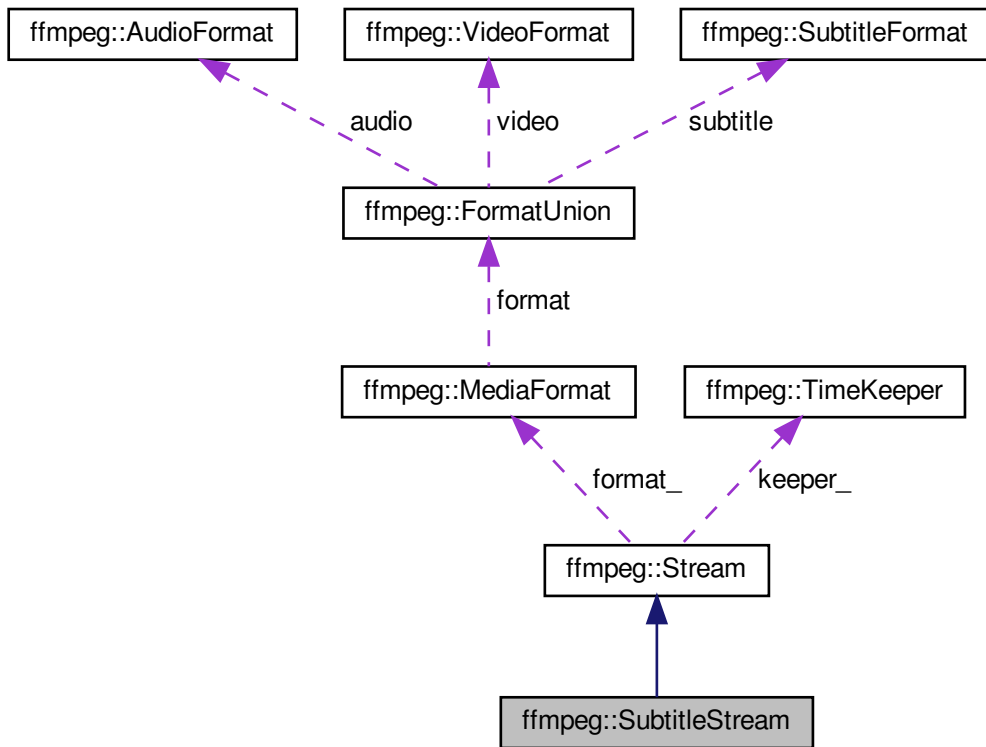 ffmpeg::AudioFormat
ffmpeg::VideoFormat
ffmpeg::SubtitleFormat
audio
video
subtitle
ffmpeg::FormatUnion
format
ffmpeg::MediaFormat
ffmpeg::TimeKeeper
format_
keeper_
ffmpeg::Stream
ffmpeg::SubtitleStream